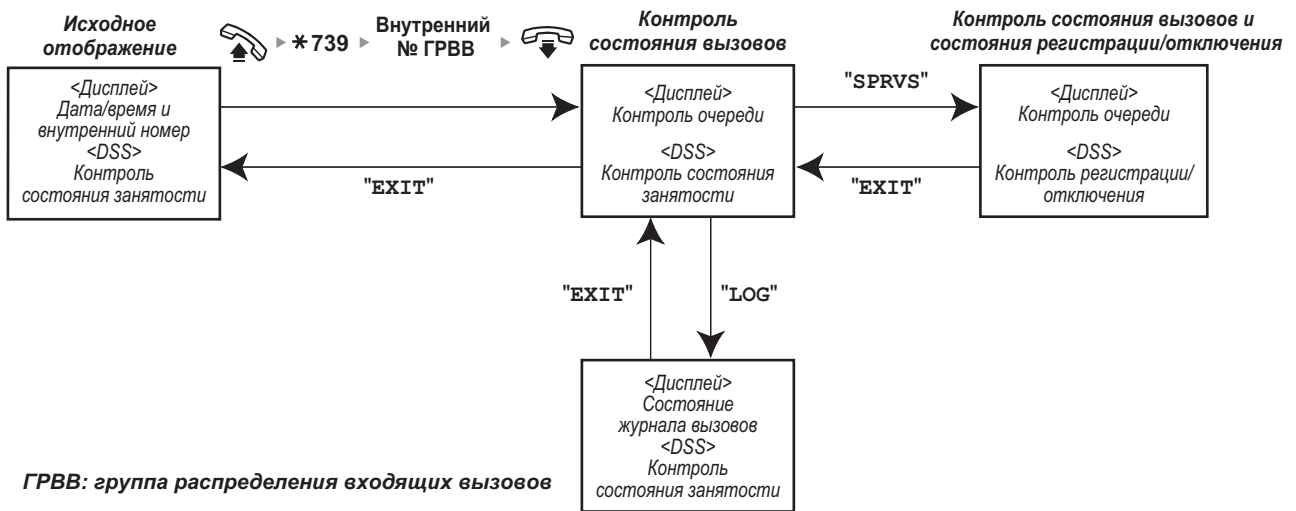 Исходное
отображение
✳739
Внутренний
№ ГРВВ
Контроль
состояния вызовов
Контроль состояния вызовов и
состояния регистрации/отключения
<Дисплей>
Дата/время и
внутренний номер
<DSS>
Контроль
состояния занятости
"EXIT"
<Дисплей>
Контроль очереди
<DSS>
Контроль состояния
занятости
"SPRVS"
"EXIT"
<Дисплей>
Контроль очереди
<DSS>
Контроль регистрации/
отключения
"EXIT"
"LOG"
<Дисплей>
Состояние
журнала вызовов
<DSS>
Контроль
состояния занятости
ГРВВ: группа распределения входящих вызовов